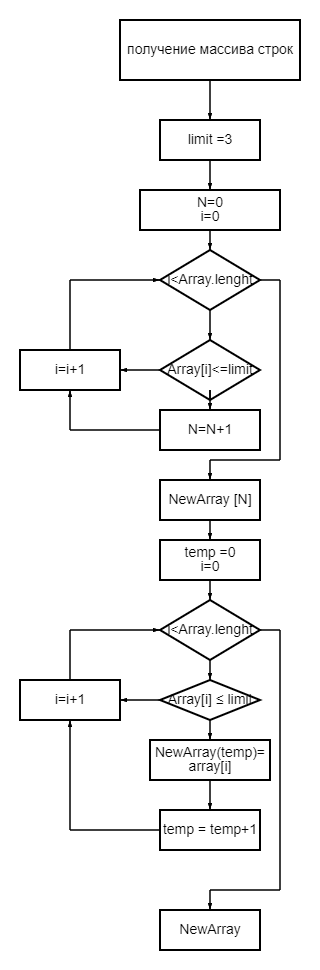 получение массива строк
limit =3
N=0
i=0
i<Array.lenght
Array[i]<=limit
i=i+1
N=N+1
NewArray [N]
temp =0
i=0
i<Array.lenght
Array[i] ≤ limit
i=i+1
NewArray(temp)=
array[i]
temp = temp+1
NewArray